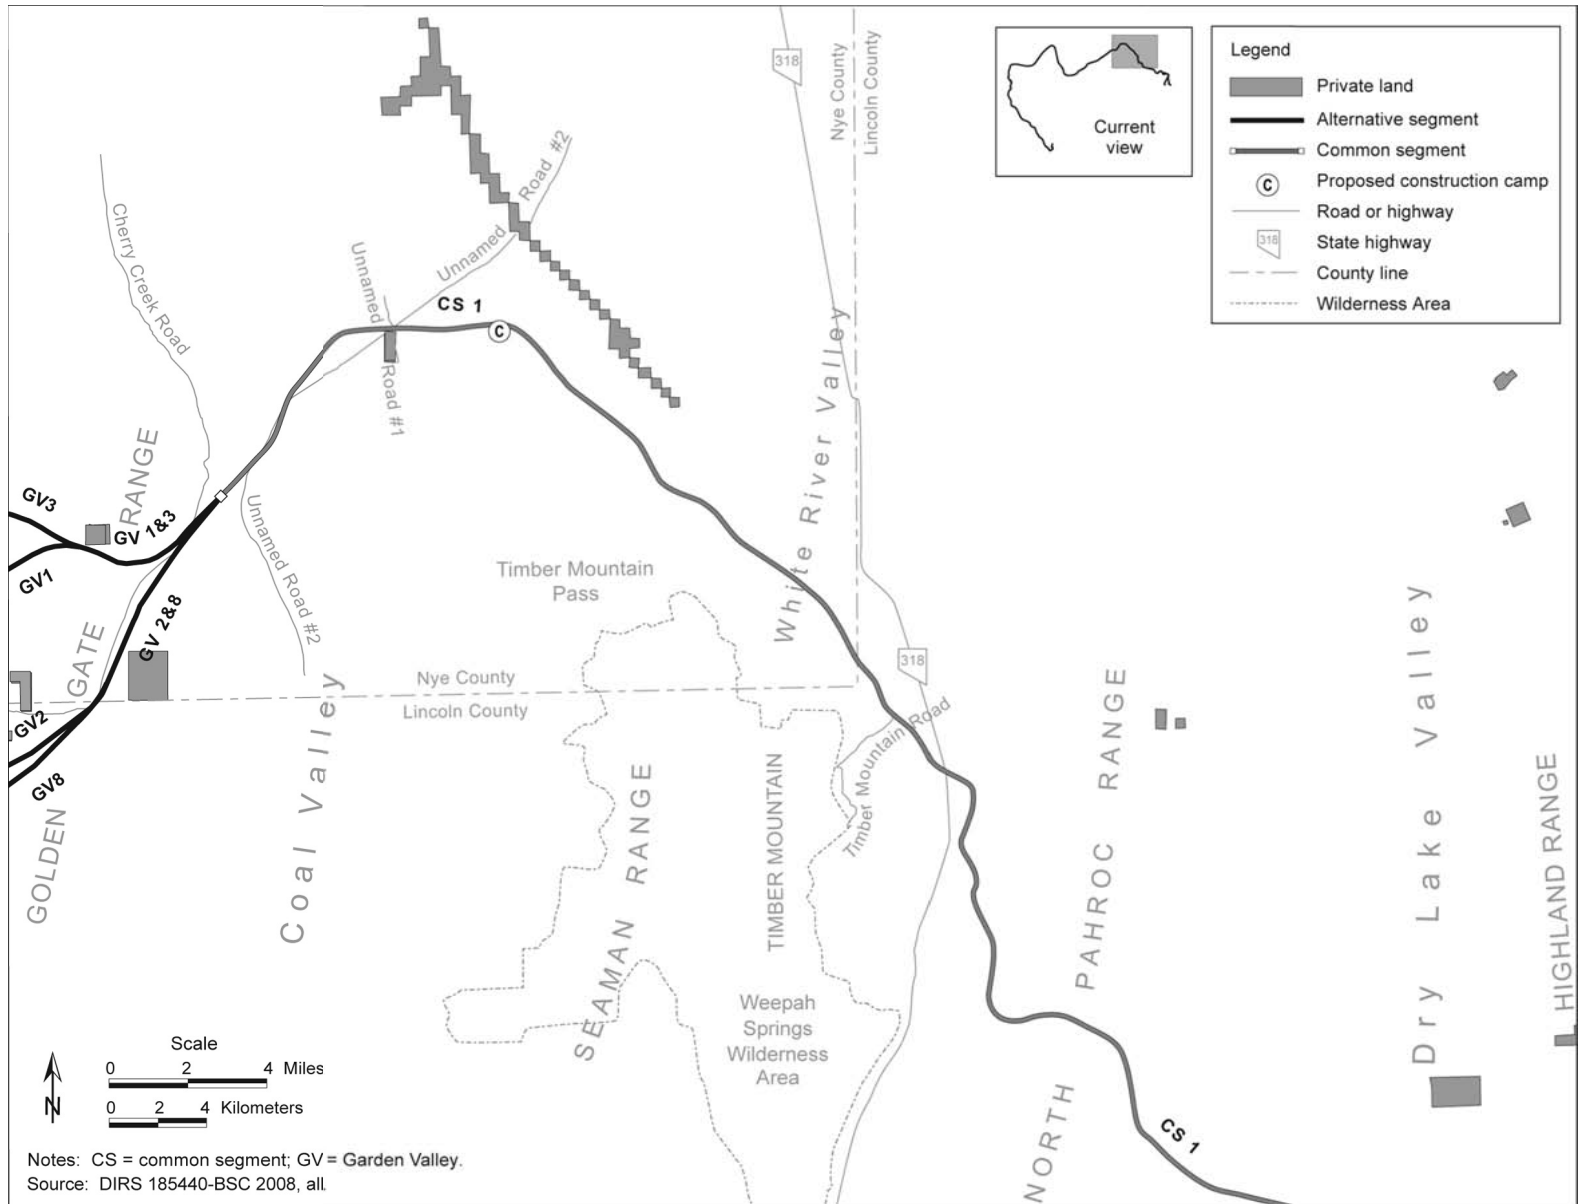 318
Nye County
Lincoln County
Current
view
Legend
Private land
Alternative segment
Common segment
C
Proposed construction camp
Road or highway
318
State highway
County line
Wilderness Area
Cherry Creek Road
Unnamed
Road #1
Unnamed
Road #2
CS 1
C
White River Valley
GV3
GV1
GV 1&3
GV 2&8
GV2
GV8
GOLDEN
GATE
RANGE
Unnamed Road #2
Coal Valley
Timber Mountain
Pass
Nye County
Lincoln County
318
Timber Mountain Road
SEAMAN RANGE
TIMBER MOUNTAIN
Weepah
Springs
Wilderness
Area
NORTH
PAHROC RANGE
Dry Lake Valley
HIGHLAND RANGE
CS 1
Scale
0 2 4 Miles
0 2 4 Kilometers
N
Notes: CS = common segment; GV = Garden Valley.
Source: DIRS 185440-BSC 2008, all.